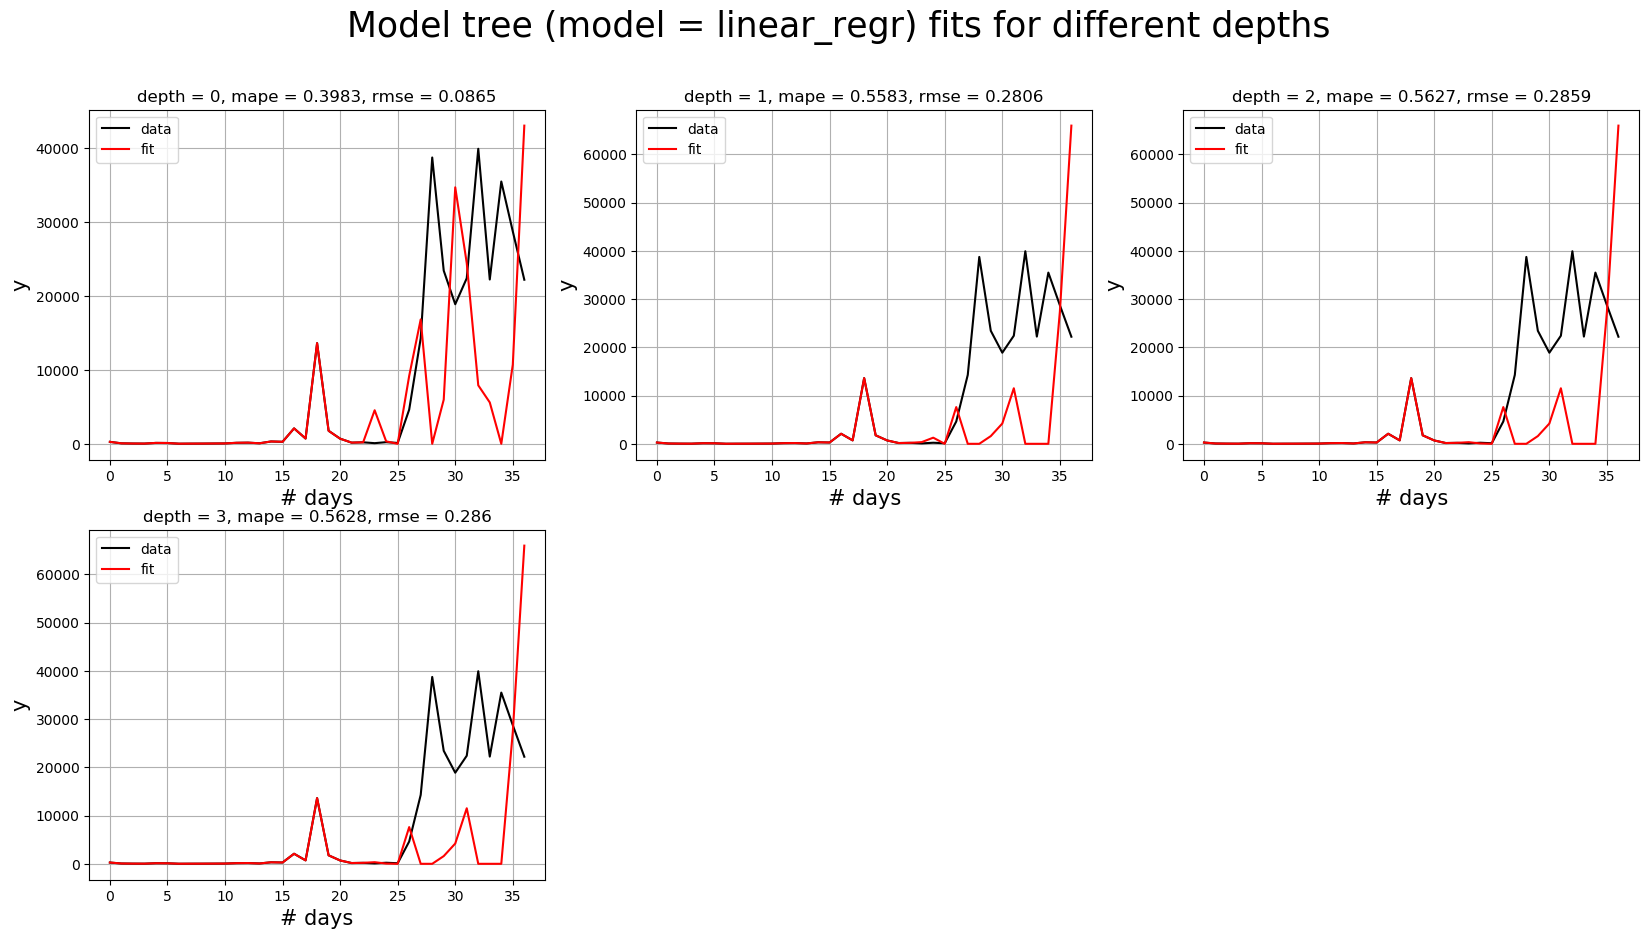 Model tree (model = linear_regr) fits for different depths
depth = 0, mape = 0.3983, rmse = 0.0865
data
fit
40000
30000
20000
10000
0
y
0 5 10 15 20 25 30 35
# days
depth = 1, mape = 0.5583, rmse = 0.2806
data
fit
60000
50000
40000
30000
20000
10000
0
y
0 5 10 15 20 25 30 35
# days
depth = 2, mape = 0.5627, rmse = 0.2859
data
fit
60000
50000
40000
30000
20000
10000
0
y
0 5 10 15 20 25 30 35
# days
depth = 3, mape = 0.5628, rmse = 0.286
data
fit
60000
50000
40000
30000
20000
10000
0
y
0 5 10 15 20 25 30 35
# days